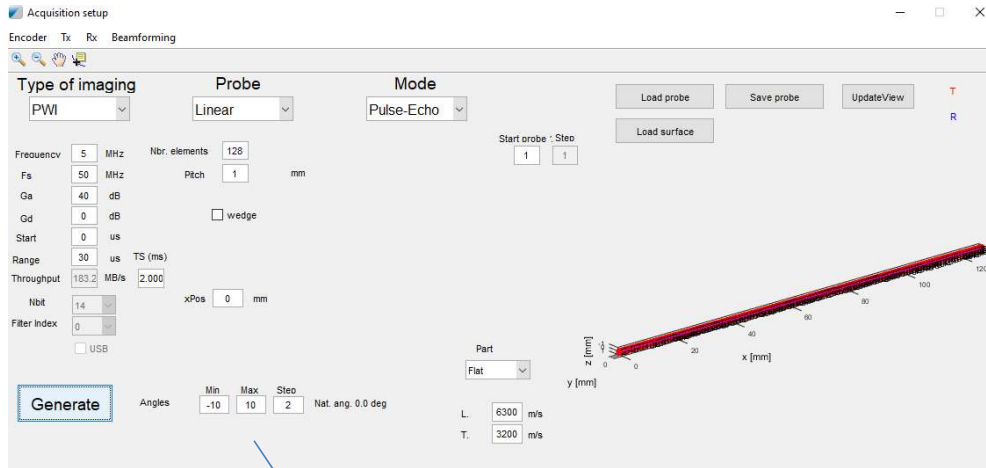 Acquisition setup
Encoder Tx Rx Beamforming
Type of imaging Probe Mode
PWI Linear Pulse-Echo
Load probe Save probe UpdateView T
Load surface R
Start probe : Step
1 1
Frequency 5 MHz Nbr. elements 128
Fs 50 MHz Pitch 1 mm
Ga 40 dB
Gd 0 dB wedge
Start 0 us
Range 30 us TS (ms)
Throughput 183.2 MB/s 2.000
Nbit 14 xPos 0 mm
Filter Index 0
USB
Part
Flat
z [mm]
y [mm]
x [mm]
0 0 20 40 60 80 100 120
Min Max Step
Generate Angles -10 10 2 Nat. ang. 0.0 deg
L. 6300 m/s
T. 3200 m/s